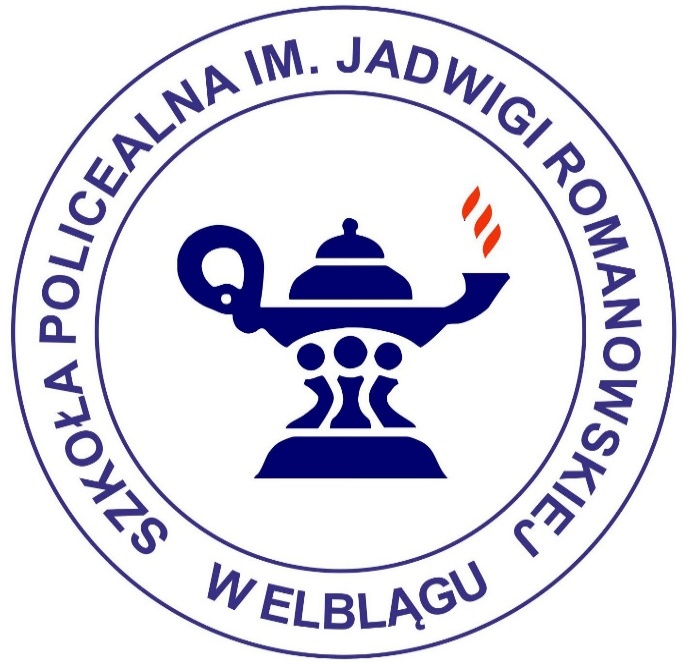 SZKOŁA POLICEALNA IM. JADWIGI ROMANOWSKIEJ
W ELBLĄGU